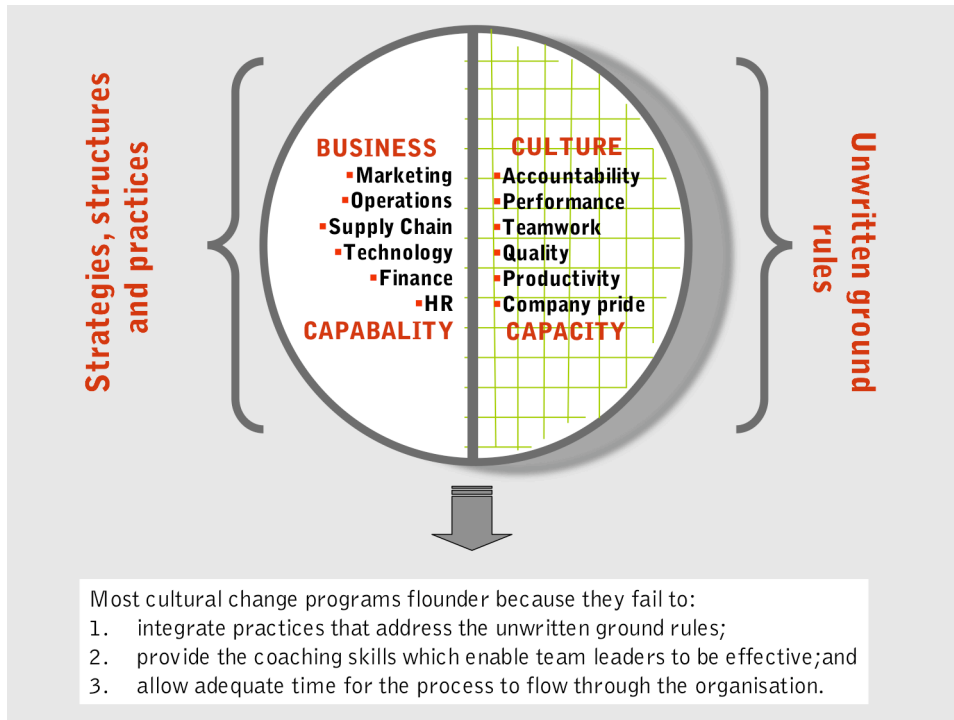 Strategies, structures
and practices
BUSINESS
▪Marketing
▪Operations
▪Supply Chain
▪Technology
▪Finance
▪HR
CAPABALITY
CULTURE
▪Accountability
▪Performance
▪Teamwork
▪Quality
▪Productivity
▪Company pride
CAPACITY
Unwritten ground
rules
Most cultural change programs flounder because they fail to:
1. integrate practices that address the unwritten ground rules;
2. provide the coaching skills which enable team leaders to be effective;and
3. allow adequate time for the process to flow through the organisation.